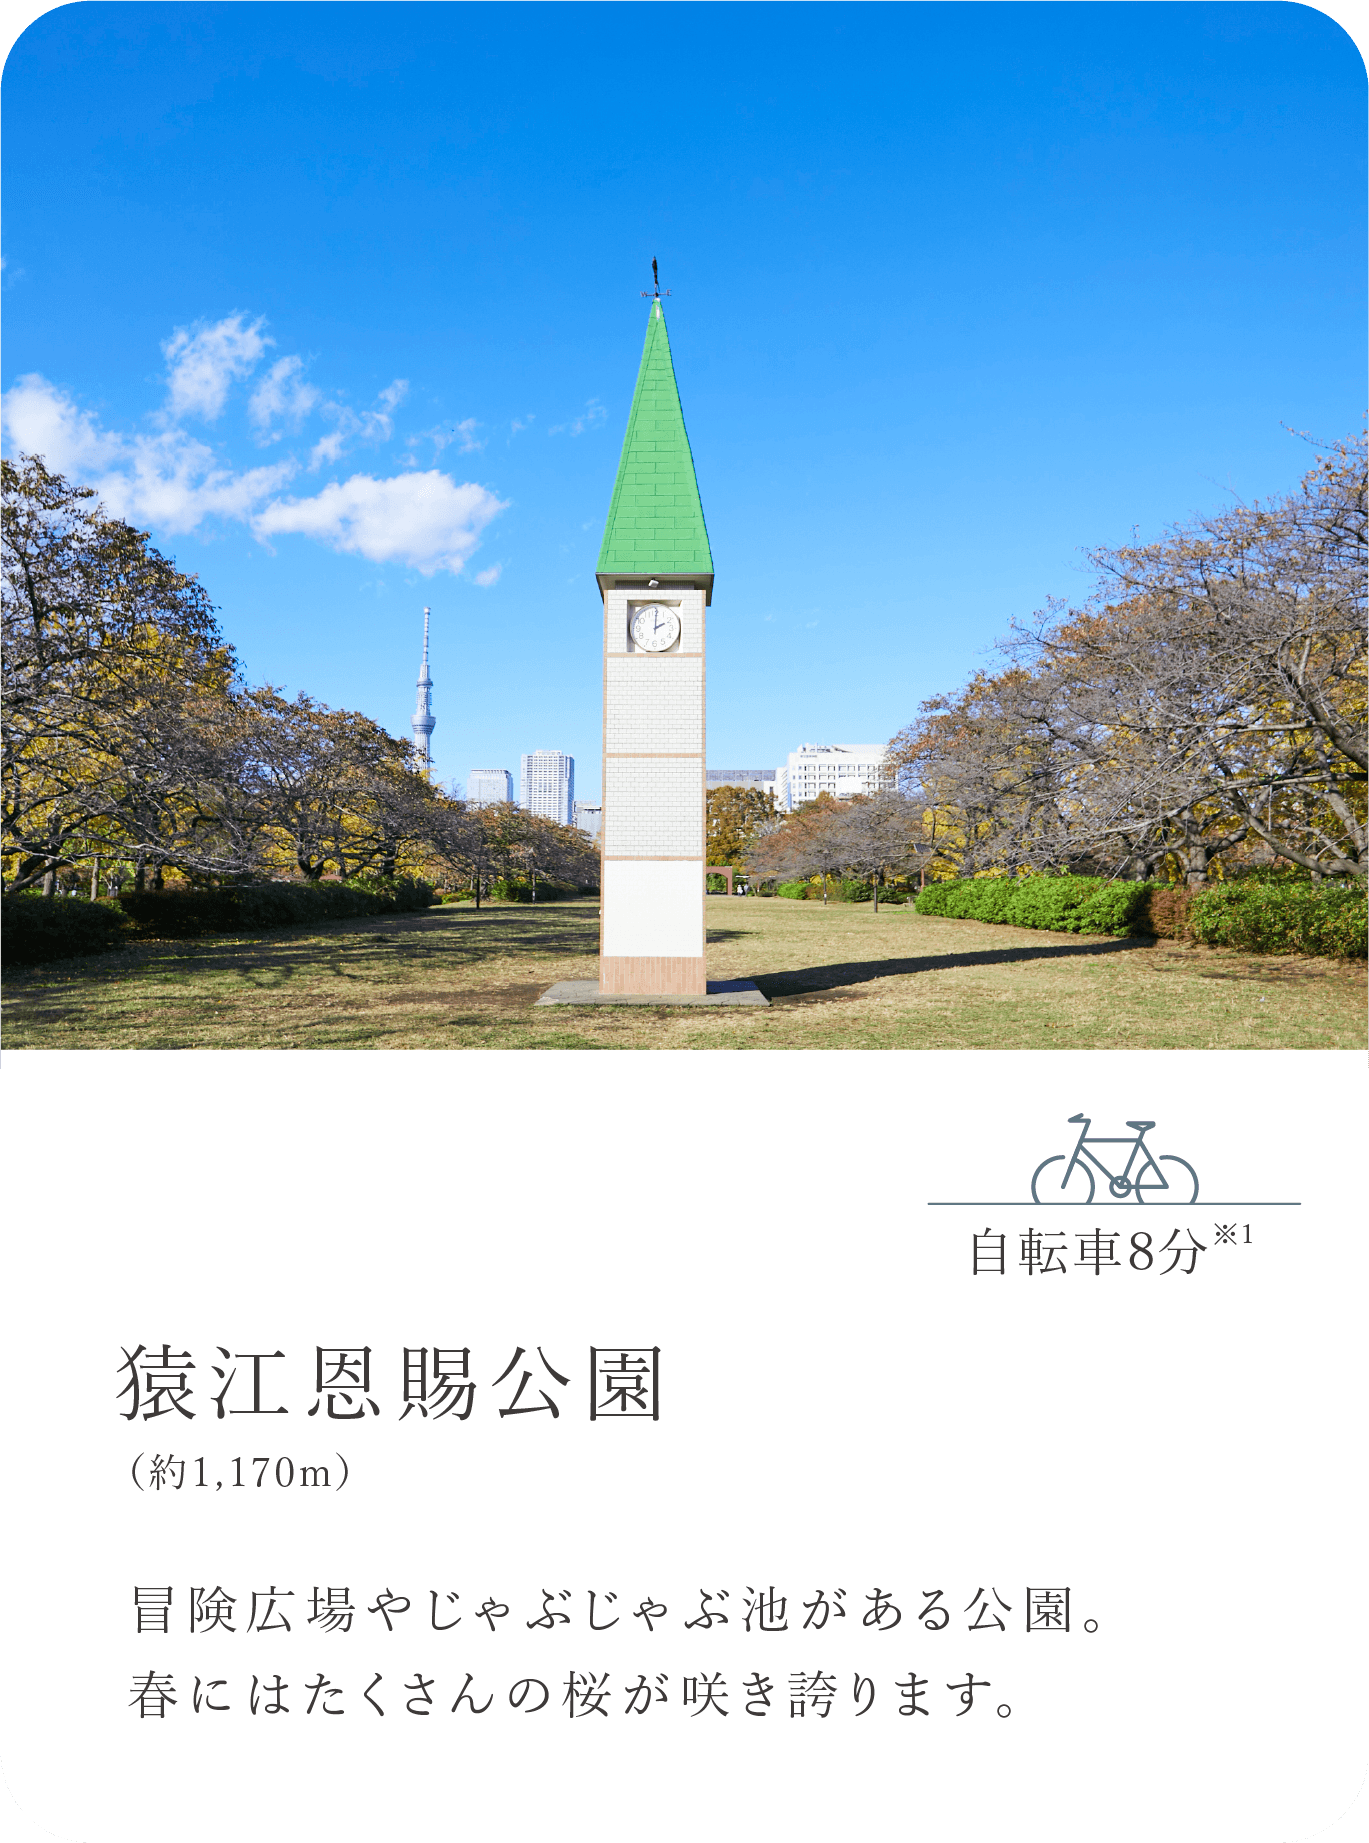 自転車8分※1
猿江恩賜公園
（約1,170m）
冒険広場やじゃぶじゃぶ池がある公園。
春にはたくさんの桜が咲き誇ります。